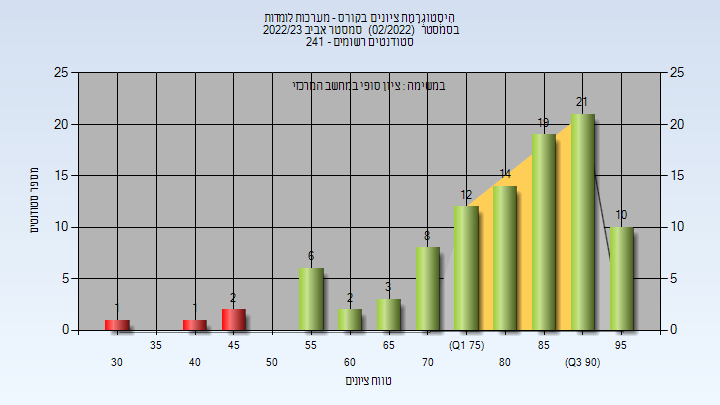 היסטוגרמת ציונים בקורס - מערכות לומדות
בסמסטר (02/2022) סמסטר אביב 2022/23
סטודנטים רשומים - 241
במשימה : ציון סופי במחשב המרכזי
מספר סטודנטים
25 25
20 20
15 15
10 10
5 5
0 0
1 1 2 6 2 3 8 12 14 19 21 10
35 45 55 65 (Q1 75) 85 95
30 40 50 60 70 80 (Q3 90)
טווח ציונים